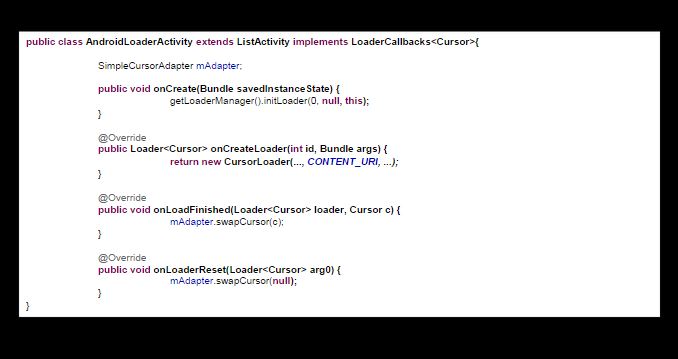 public class AndroidLoaderActivity extends ListActivity implements LoaderCallbacks<Cursor>{
SimpleCursorAdapter mAdapter;
public void onCreate(Bundle savedInstanceState) {
getLoaderManager().initLoader(0, null, this);
}
@Override
public Loader<Cursor> onCreateLoader(int id, Bundle args) {
return new CursorLoader(..., CONTENT_URI, ...);
}
@Override
public void onLoadFinished(Loader<Cursor> loader, Cursor c) {
mAdapter.swapCursor(c);
}
@Override
public void onLoaderReset(Loader<Cursor> arg0) {
mAdapter.swapCursor(null);
}
}